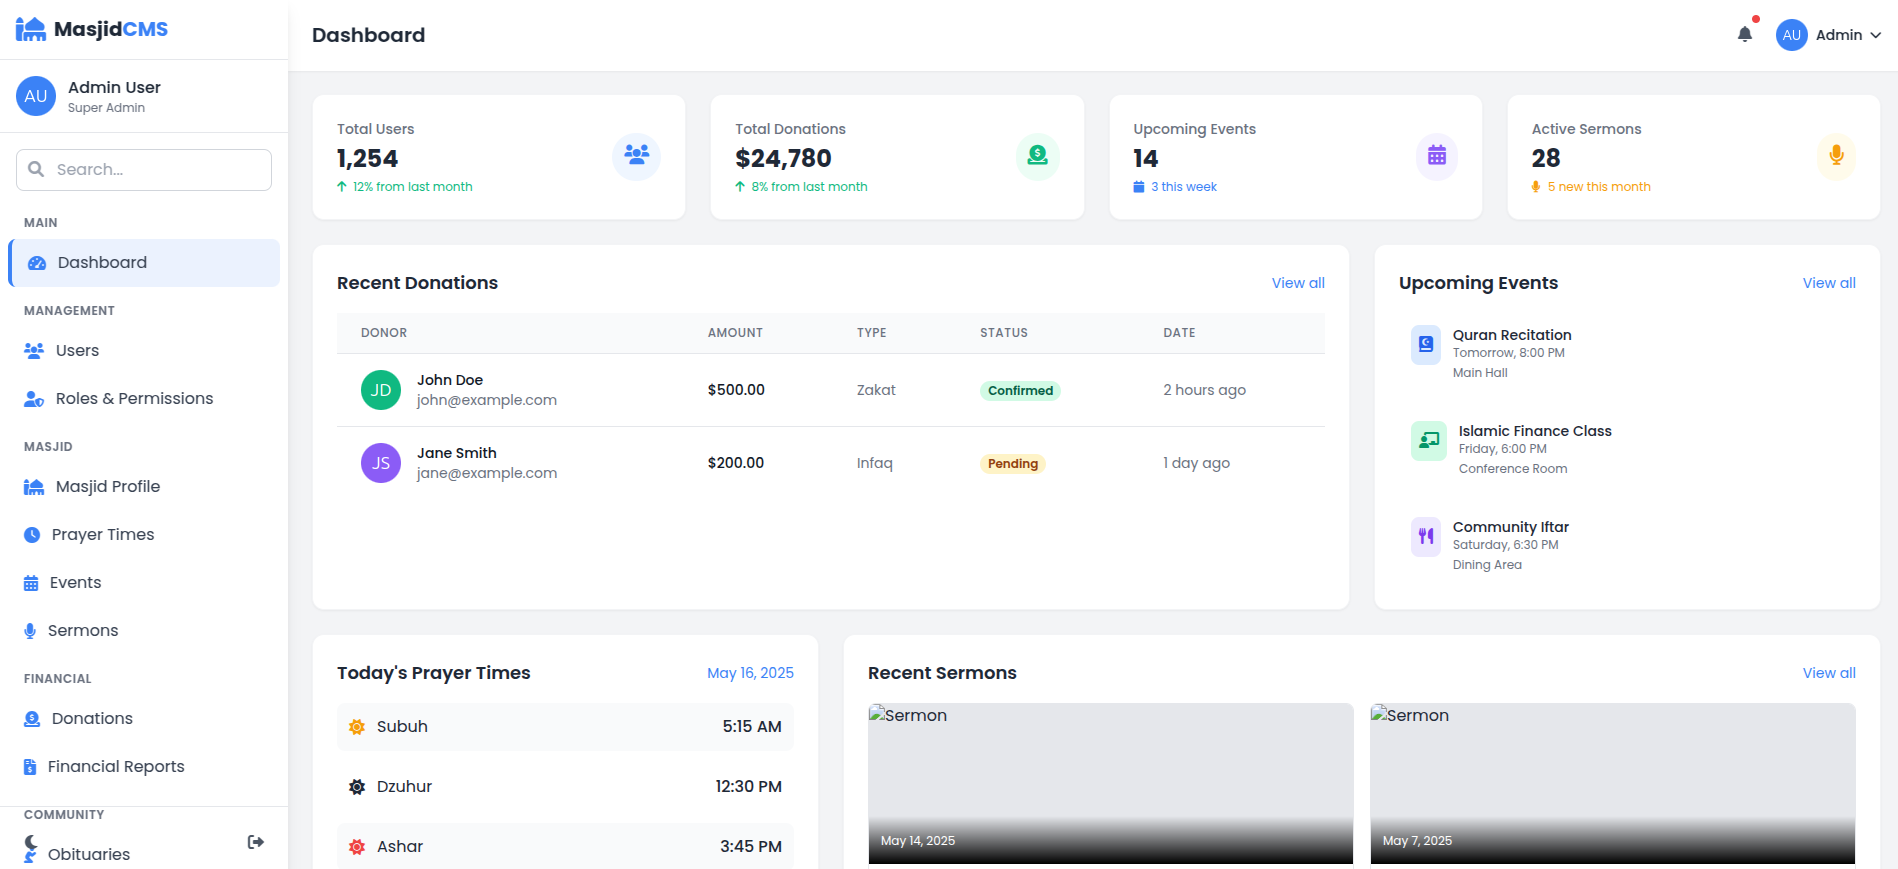 MasjidCMS
Admin User
AU
Super Admin
Search...
MAIN
Dashboard
MANAGEMENT
Users
Roles & Permissions
MASJID
Masjid Profile
Prayer Times
Events
Sermons
FINANCIAL
Donations
Financial Reports
COMMUNITY
Obituaries
Dashboard
AU Admin
Total Users
1,254
12% from last month
Total Donations
$24,780
8% from last month
Upcoming Events
14
3 this week
Active Sermons
28
5 new this month
Recent Donations View all
DONOR AMOUNT TYPE STATUS DATE
JD John Doe $500.00 Zakat Confirmed 2 hours ago
john@example.com
JS Jane Smith $200.00 Infaq Pending 1 day ago
jane@example.com
Upcoming Events View all
Quran Recitation
Tomorrow, 8:00 PM
Main Hall
Islamic Finance Class
Friday, 6:00 PM
Conference Room
Community Iftar
Saturday, 6:30 PM
Dining Area
Today's Prayer Times May 16, 2025
Subuh 5:15 AM
Dzuhur 12:30 PM
Ashar 3:45 PM
Recent Sermons View all
Sermon
May 14, 2025
Sermon
May 7, 2025